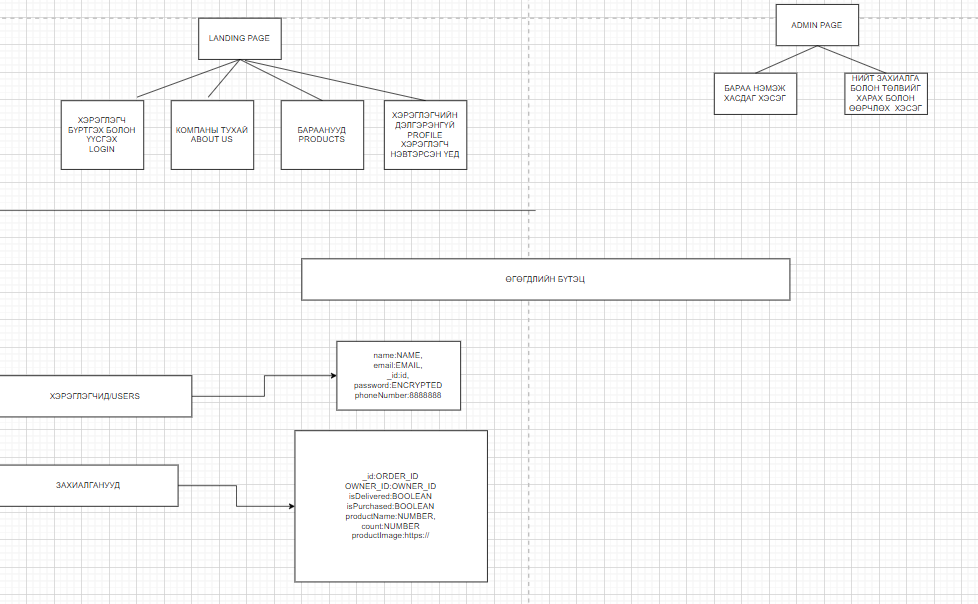 LANDING PAGE
ADMIN PAGE
ХЭРЭГЛЭГЧ
БҮРТГЭХ БОЛОН
ҮҮСГЭХ
LOGIN
КОМПАНЫ ТУХАЙ
ABOUT US
БАРААНУУД
PRODUCTS
ХЭРЭГЛЭГЧИЙН
ДЭЛГЭРЭНГҮЙ
PROFILE
ХЭРЭГЛЭГЧ
НЭВТЭРСЭН ҮЕД
БАРАА НЭМЭЖ
ХАСДАГ ХЭСЭГ
НИЙТ ЗАХИАЛГА
БОЛОН ТӨЛВИЙГ
ХАРАХ БОЛОН
ӨӨРЧЛӨХ ХЭСЭГ
ӨГӨГДЛИЙН БҮТЭЦ
ХЭРЭГЛЭГЧИД/USERS
name:NAME,
email:EMAIL,
_id:id,
password:ENCRYPTED
phoneNumber:8888888
ЗАХИАЛГАНУУД
_id:ORDER_ID
OWNER_ID:OWNER_ID
isDelivered:BOOLEAN
isPurchased:BOOLEAN
productName:NUMBER,
count:NUMBER
productImage:https://